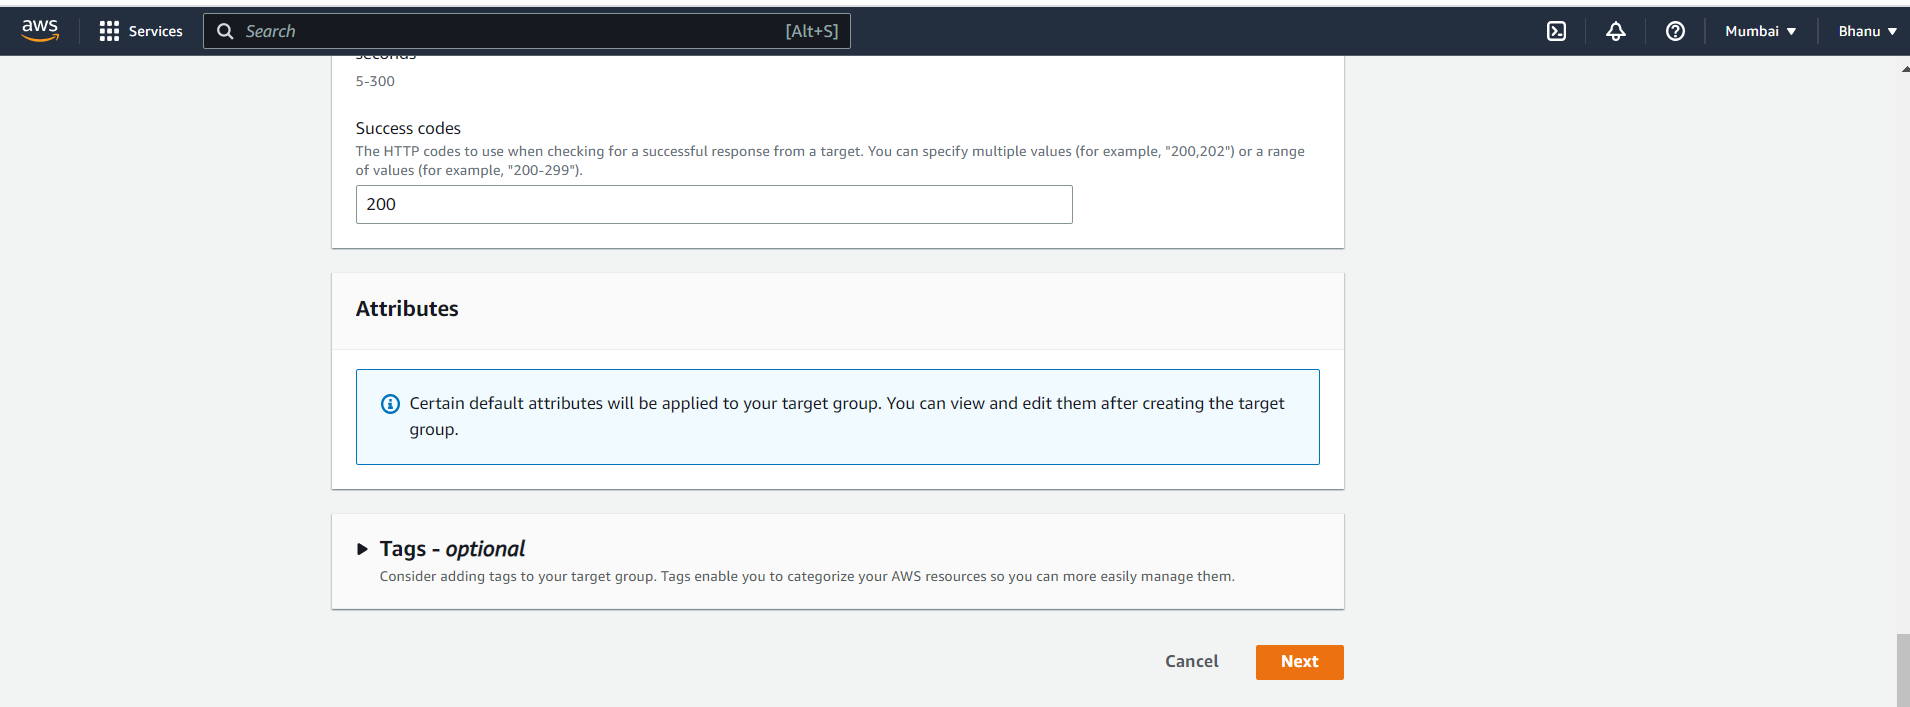 aws
Services
Search
[Alt+S]
Mumbai
Bhanu
seconds
5-300
Success codes
The HTTP codes to use when checking for a successful response from a target. You can specify multiple values (for example, "200,202") or a range
of values (for example, "200-299").
200
Attributes
Certain default attributes will be applied to your target group. You can view and edit them after creating the target
group.
Tags - optional
Consider adding tags to your target group. Tags enable you to categorize your AWS resources so you can more easily manage them.
Cancel
Next